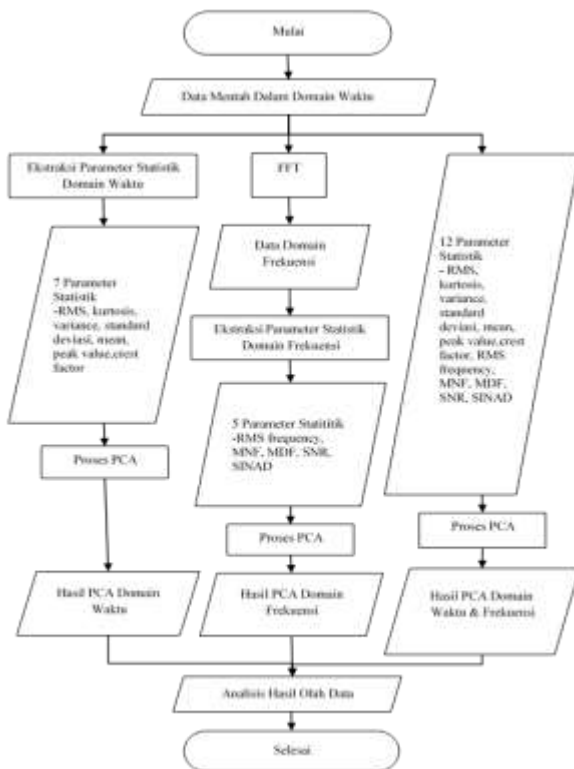 Mulai
Data Mentah Dalam Domain Waktu
Ekstraksi Parameter Statistik
Domain Waktu
7 Parameter
Statistik
-RMS, kurtosis,
variance, standard
deviasi, mean,
peak value,crest
factor
Proses PCA
Hasil PCA Domain
Waktu
FFT
Data Domain
Frekuensi
Ekstraksi Parameter Statistik
Domain Frekuensi
5 Parameter Statititik
-RMS frequency,
MNF, MDF, SNR,
SINAD
Proses PCA
Hasil PCA Domain
Frekuensi
12 Parameter
Statistik
- RMS,
kurtosis,
variance,
standard
deviasi, mean,
peak value,crest
factor, RMS
frequency,
MNF, MDF,
SNR, SINAD
Proses PCA
Hasil PCA Domain
Waktu & Frekuensi
Analisis Hasil Olah Data
Selesai